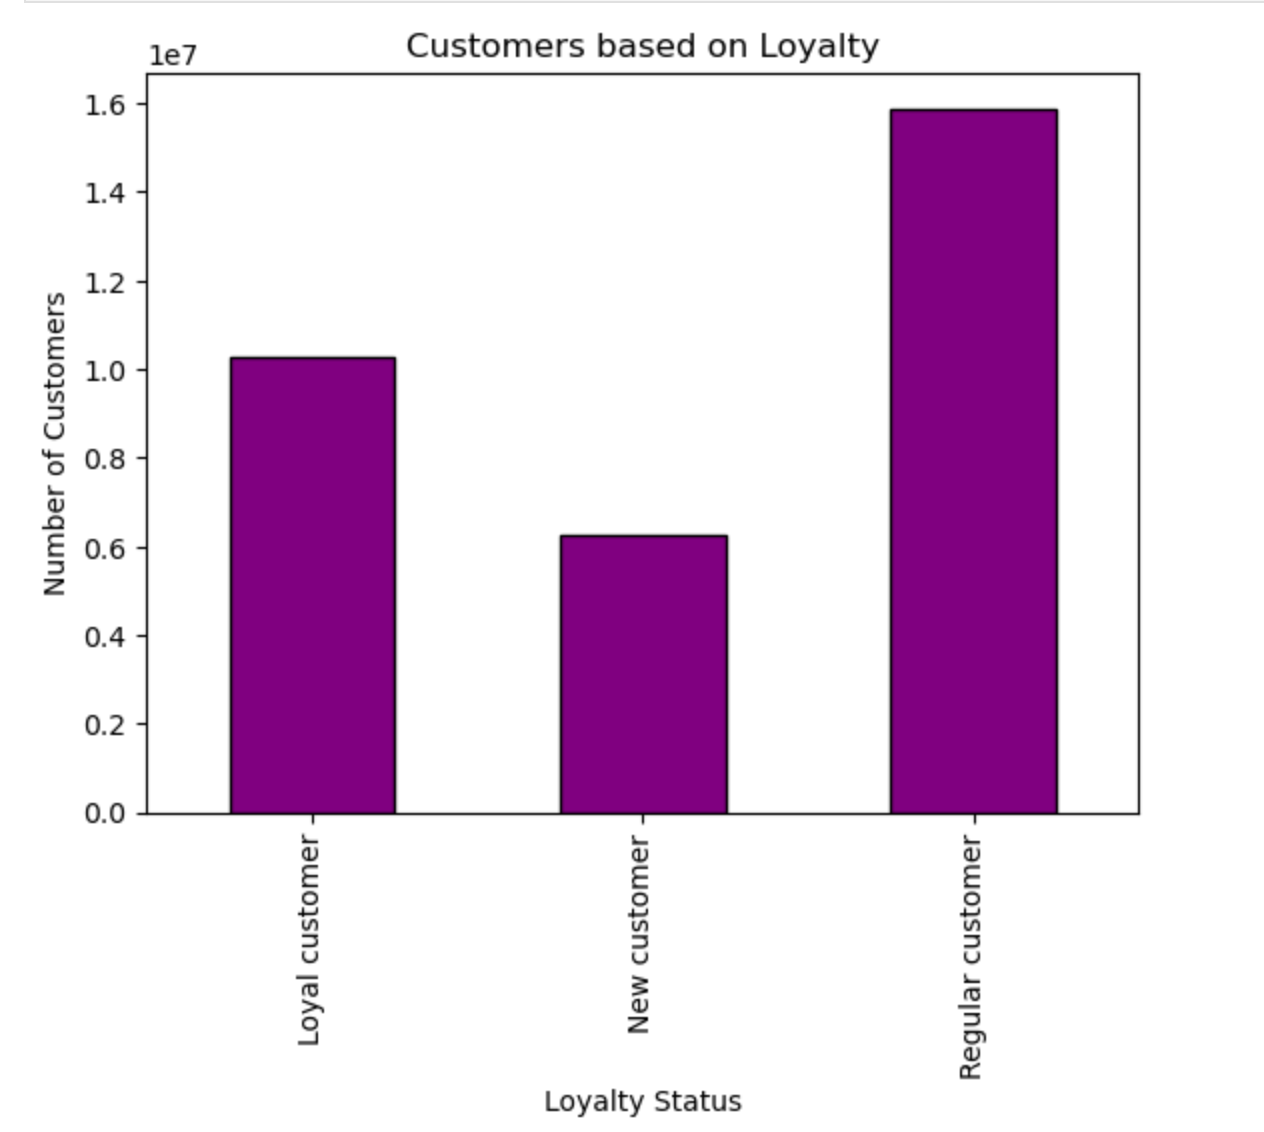 Customers based on Loyalty
1e7
1.6
1.4
1.2
1.0
0.8
0.6
0.4
0.2
0.0
Number of Customers
Loyal customer
New customer
Regular customer
Loyalty Status